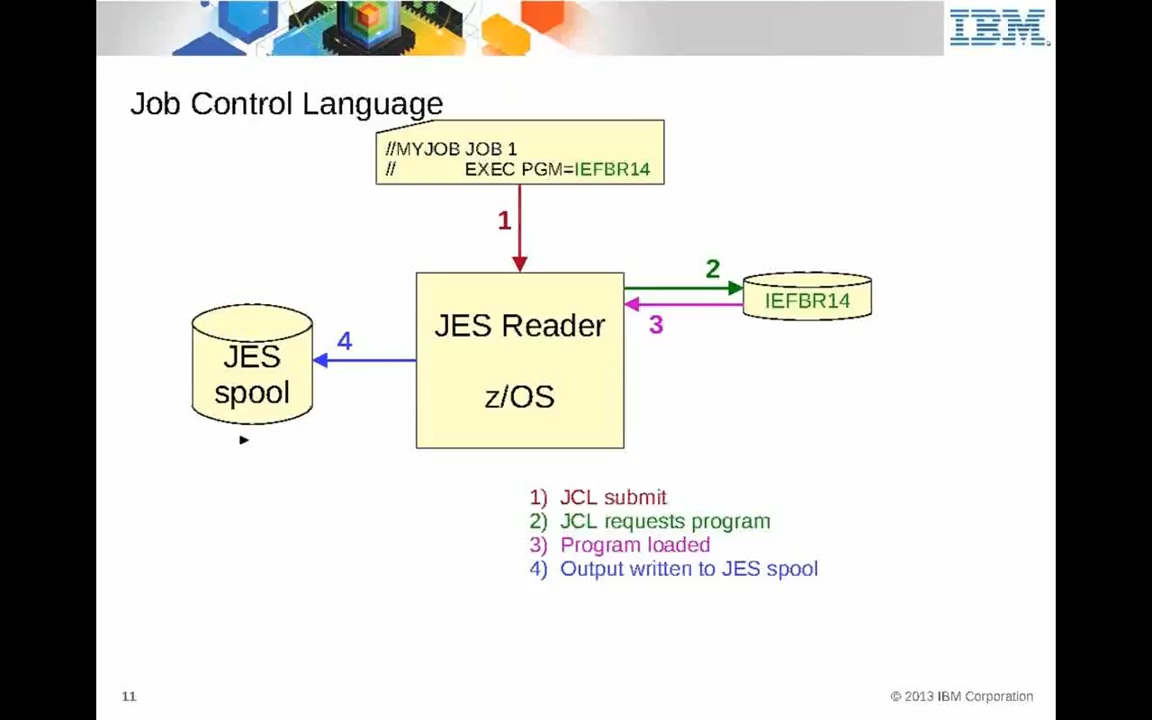 IBM
Job Control Language
//MYJOB JOB 1
// EXEC PGM=IEFBR14
1
2
IEFBR14
3
JES Reader
z/OS
4
JES
spool
1) JCL submit
2) JCL requests program
3) Program loaded
4) Output written to JES spool
11
© 2013 IBM Corporation